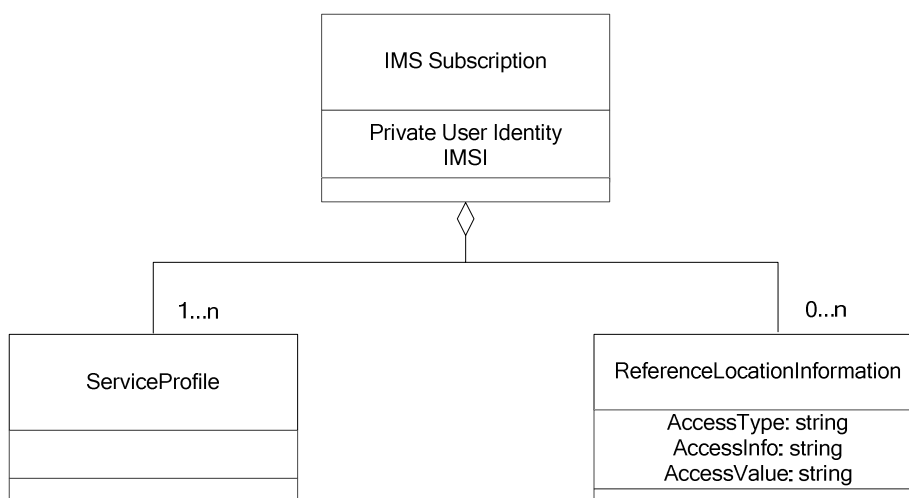 IMS Subscription
Private User Identity
IMSI
1...n
0...n
ServiceProfile
ReferenceLocationInformation
AccessType: string
AccessInfo: string
AccessValue: string